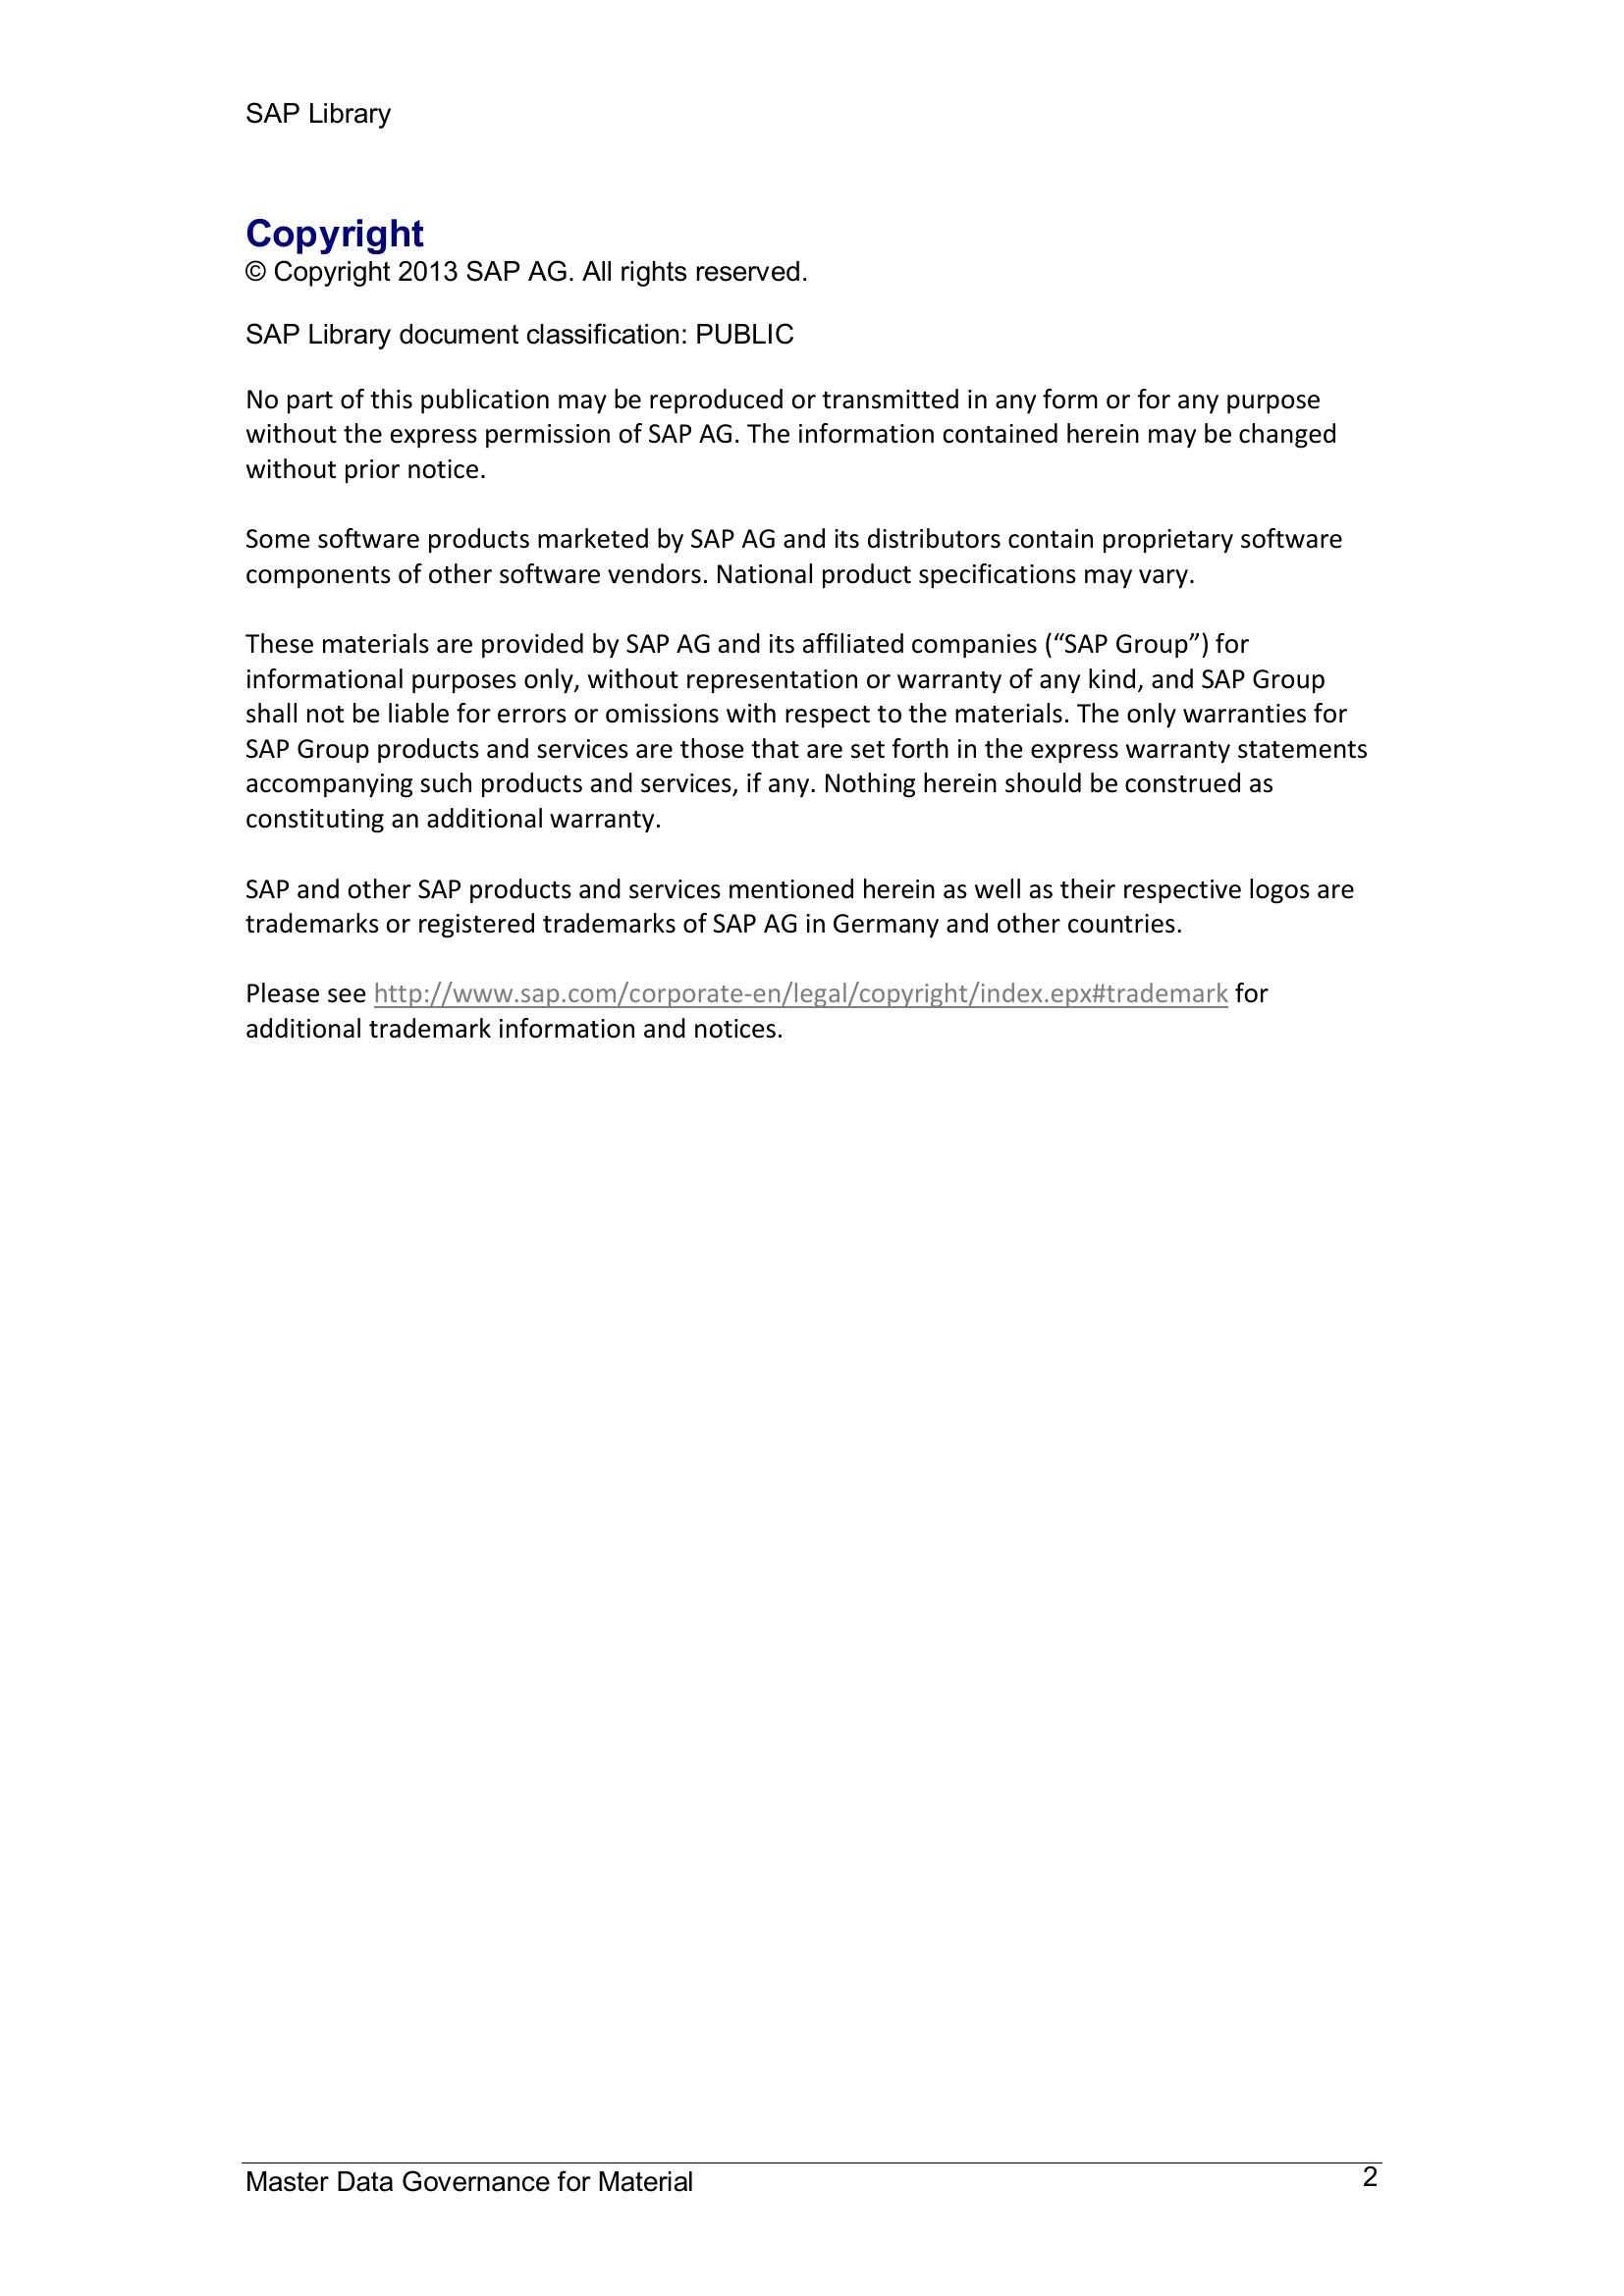 SAP Library
Copyright
© Copyright 2013 SAP AG. All rights reserved.
SAP Library document classification: PUBLIC
No part of this publication may be reproduced or transmitted in any form or for any purpose
without the express permission of SAP AG. The information contained herein may be changed
without prior notice.
Some software products marketed by SAP AG and its distributors contain proprietary software
components of other software vendors. National product specifications may vary.
These materials are provided by SAP AG and its affiliated companies (“SAP Group”) for
informational purposes only, without representation or warranty of any kind, and SAP Group
shall not be liable for errors or omissions with respect to the materials. The only warranties for
SAP Group products and services are those that are set forth in the express warranty statements
accompanying such products and services, if any. Nothing herein should be construed as
constituting an additional warranty.
SAP and other SAP products and services mentioned herein as well as their respective logos are
trademarks or registered trademarks of SAP AG in Germany and other countries.
Please see http://www.sap.com/corporate-en/legal/copyright/index.epx#trademark for
additional trademark information and notices.
Master Data Governance for Material 2